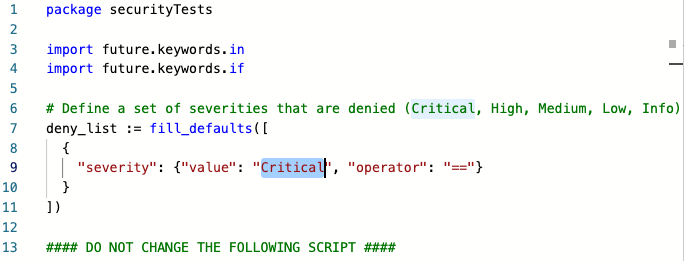 1 package securityTests
2
3 import future.keywords.in
4 import future.keywords.if
5
6 # Define a set of severities that are denied (Critical, High, Medium, Low, Info)
7 deny_list := fill_defaults([
8 {
9 "severity": {"value": "Critical", "operator": "=="}
10 }
11 ])
12
13 #### DO NOT CHANGE THE FOLLOWING SCRIPT ####